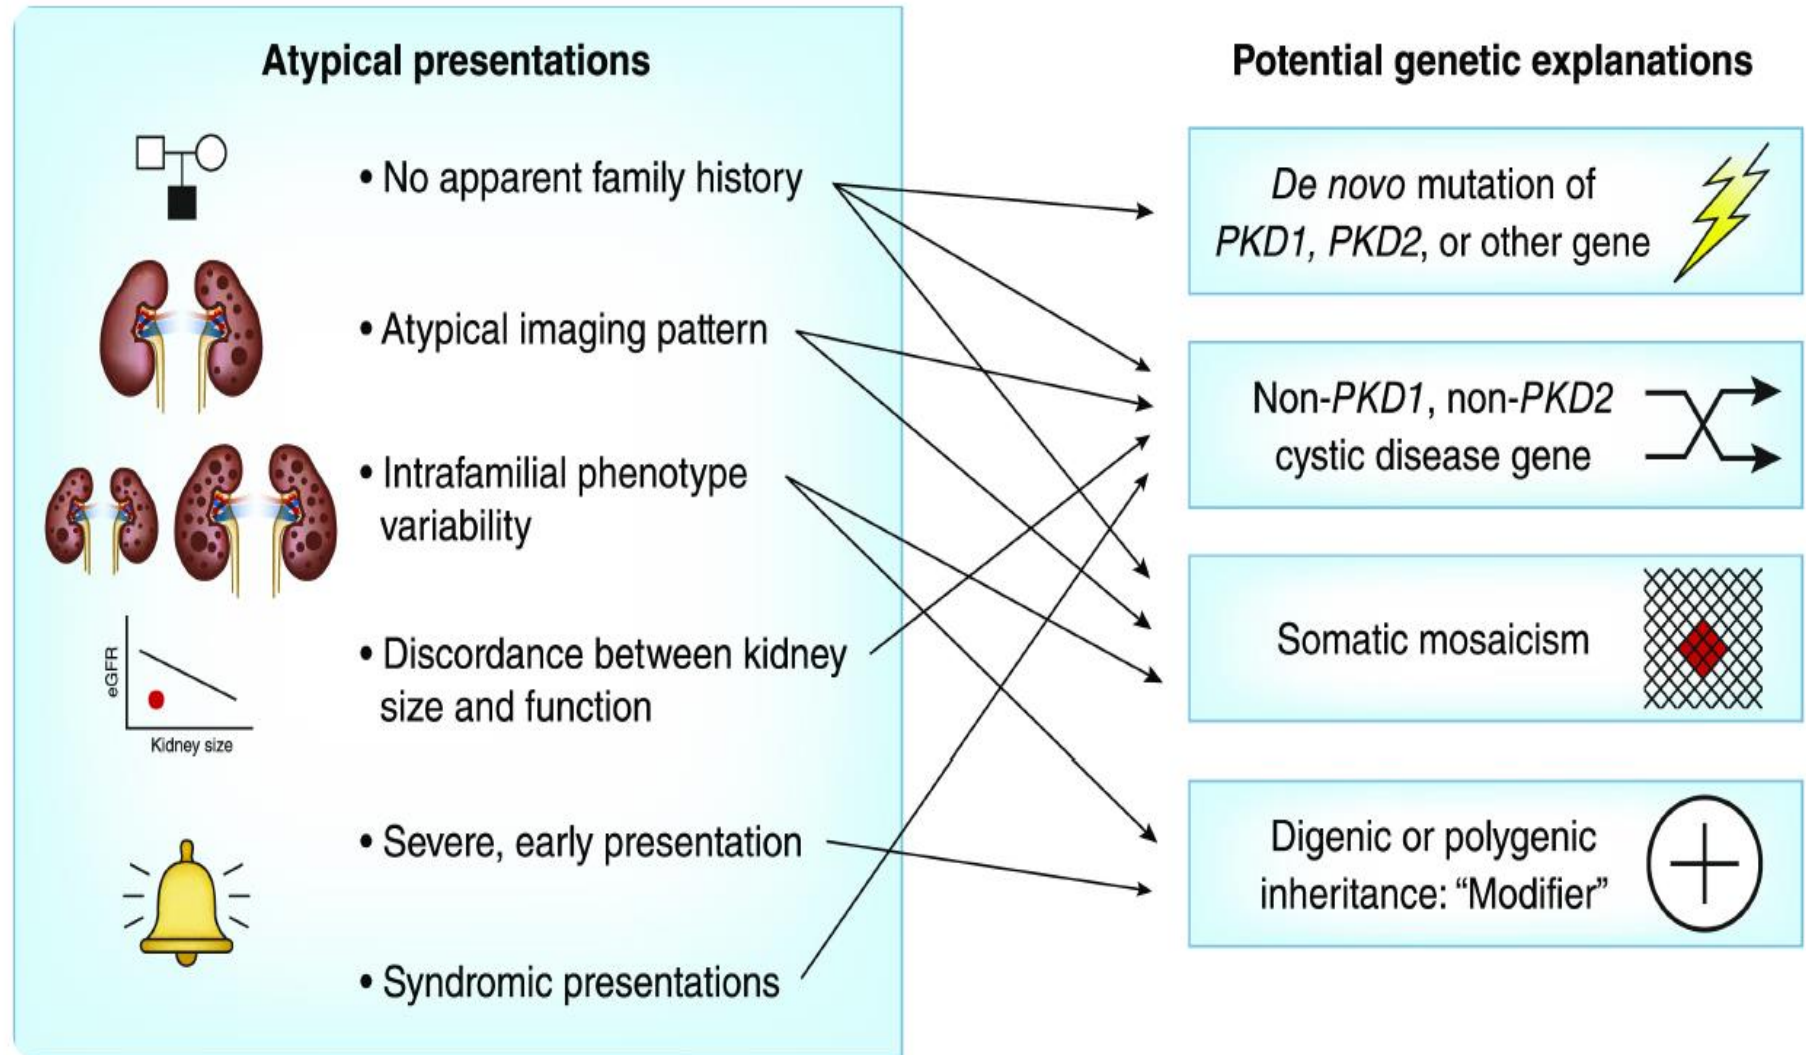 Atypical presentations
• No apparent family history
• Atypical imaging pattern
• Intrafamilial phenotype
variability
• Discordance between kidney
size and function
eGFR
Kidney size
• Severe, early presentation
• Syndromic presentations
Potential genetic explanations
De novo mutation of
PKD1, PKD2, or other gene
Non-PKD1, non-PKD2
cystic disease gene
Somatic mosaicism
Digenic or polygenic
inheritance: “Modifier”